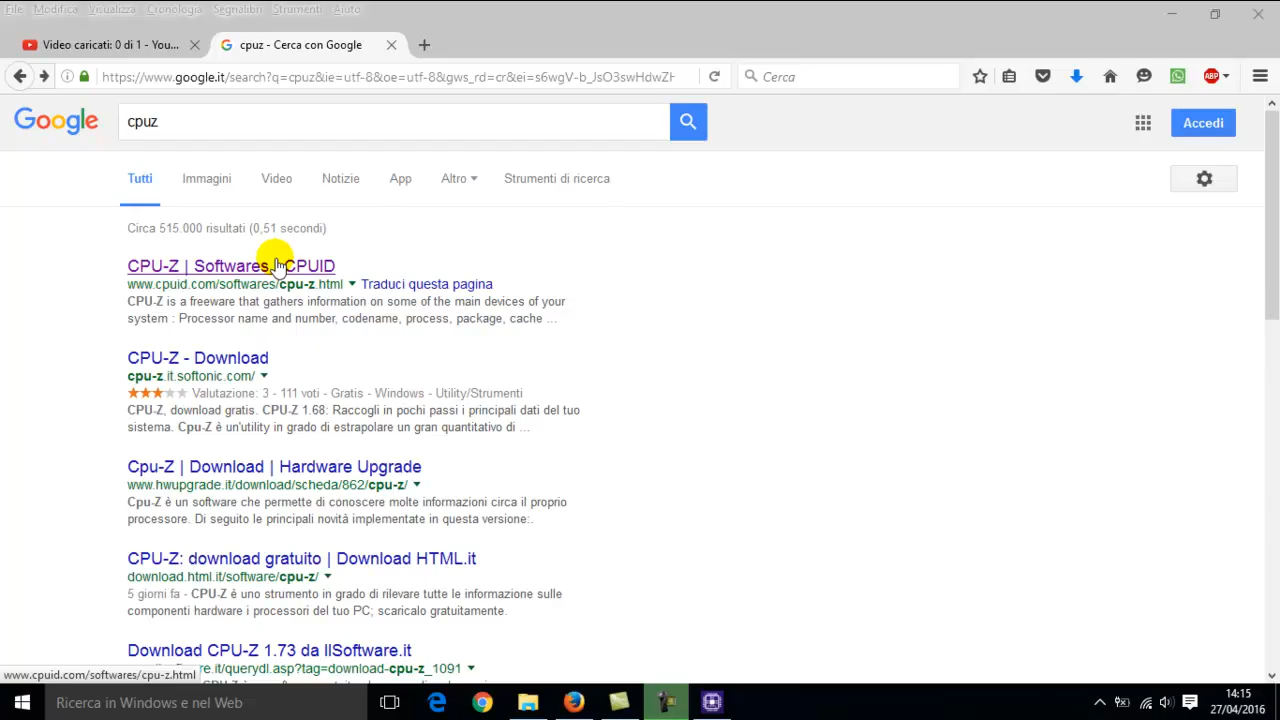 File Modifica Visualizza Cronologia Segnalibri Strumenti Aiuto
Video caricati: 0 di 1 - You...
cpuz - Cerca con Google
https://www.google.it/search?q=cpuz&ie=utf-8&oe=utf-8&gws_rd=cr&ei=s6wgV-b_JsO3swHdwZH
Cerca
ABP
Google
cpuz
Accedi
Tutti Immagini Video Notizie App Altro Strumenti di ricerca
Circa 515.000 risultati (0,51 secondi)
CPU-Z | Softwares CPUID
www.cpuid.com/softwares/cpu-z.html Traduci questa pagina
CPU-Z is a freeware that gathers information on some of the main devices of your
system : Processor name and number, codename, process, package, cache ...
CPU-Z - Download
cpu-z.it.softonic.com/
Valutazione: 3 - 111 voti - Gratis - Windows - Utility/Strumenti
CPU-Z, download gratis. CPU-Z 1.68: Raccogli in pochi passi i principali dati del tuo
sistema. Cpu-Z è un'utility in grado di estrapolare un gran quantitativo di ...
Cpu-Z | Download | Hardware Upgrade
www.hwupgrade.it/download/scheda/862/cpu-z/
Cpu-Z è un software che permette di conoscere molte informazioni circa il proprio
processore. Di seguito le principali novità implementate in questa versione:.
CPU-Z: download gratuito | Download HTML.it
download.html.it/software/cpu-z/
5 giorni fa - CPU-Z è uno strumento in grado di rilevare tutte le informazione sulle
componenti hardware i processori del tuo PC; scaricalo gratuitamente.
Download CPU-Z 1.73 da IlSoftware.it
.it/querydl.asp?tag=download-cpu-z_1091
www.cpuid.com/softwares/cpu-z.html
Ricerca in Windows e nel Web
14:15
27/04/2016